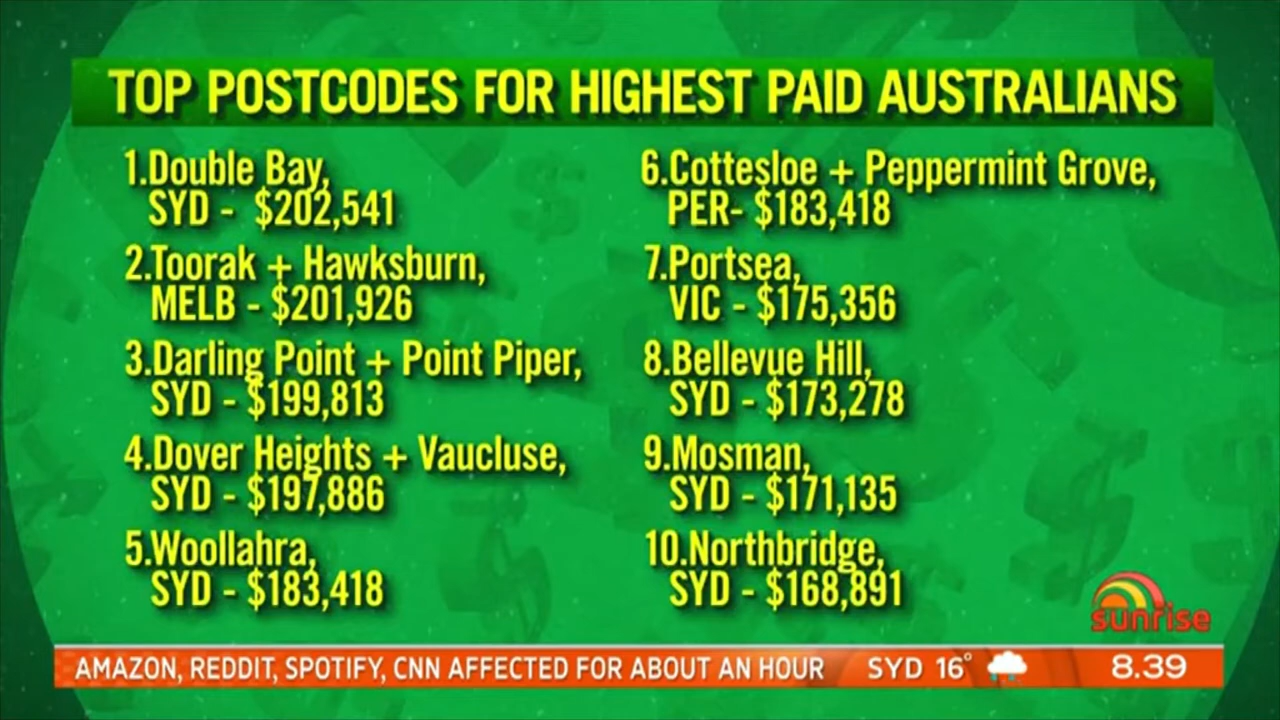 TOP POSTCODES FOR HIGHEST PAID AUSTRALIANS
1.Double Bay,
SYD - $202,541
2.Toorak + Hawksburn,
MELB - $201,926
3.Darling Point + Point Piper,
SYD - $199,813
4.Dover Heights + Vaucluse,
SYD - $197,886
5.Woollahra,
SYD - $183,418
6.Cottesloe + Peppermint Grove,
PER- $183,418
7.Portsea,
VIC - $175,356
8.Bellevue Hill,
SYD - $173,278
9.Mosman,
SYD - $171,135
10.Northbridge,
SYD - $168,891
sunrise
AMAZON, REDDIT, SPOTIFY, CNN AFFECTED FOR ABOUT AN HOUR SYD 16° 8.39